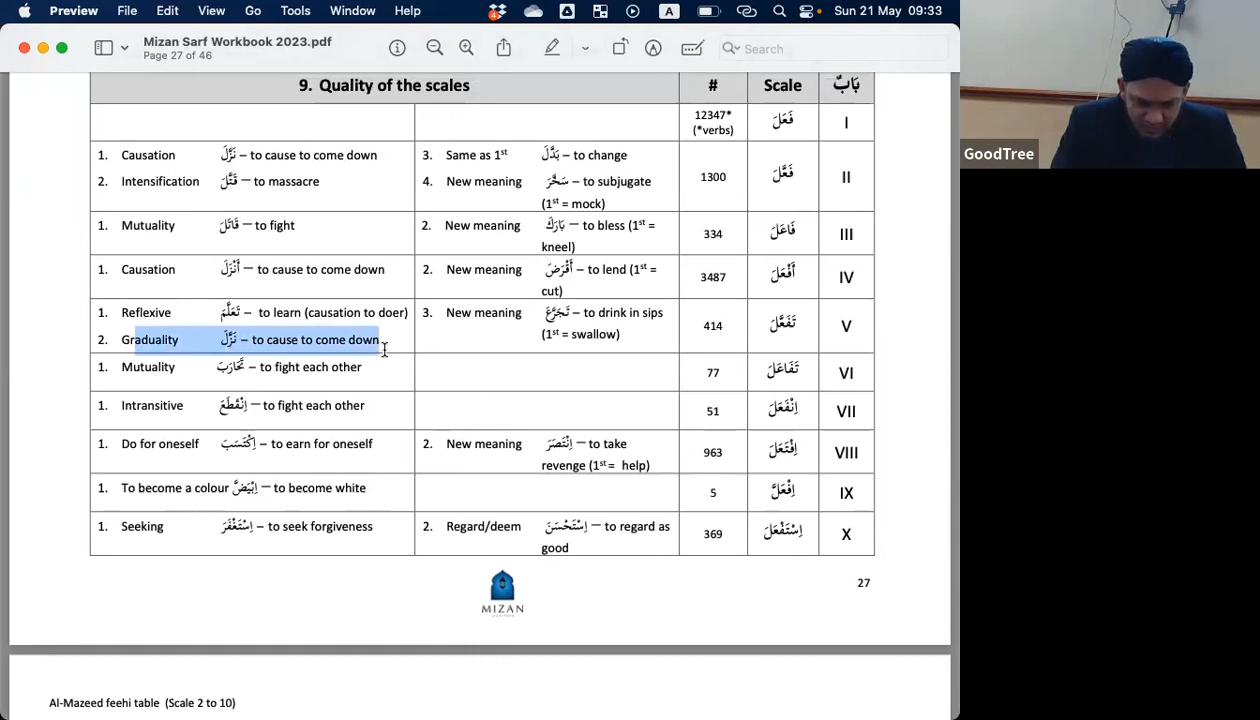 Preview File Edit View Go Tools Window Help 4 A Sun 21 May 09:33
Mizan Sarf Workbook 2023.pdf
Page 27 of 46
Search
GoodTree
9. Quality of the scales # Scale بَابٌ
12347* (*verbs) فَعَلَ I
1. Causation نَزَّلَ – to cause to come down 3. Same as 1st بَدَّلَ – to change
2. Intensification قَتَّلَ – to massacre 4. New meaning سَخَّرَ – to subjugate
(1st = mock)
1300 فَعَّلَ II
1. Mutuality قَاتَلَ – to fight 2. New meaning بَارَكَ – to bless (1st =
kneel)
334 فَاعَلَ III
1. Causation أَنْزَلَ – to cause to come down 2. New meaning أَقْرَضَ – to lend (1st =
cut)
3487 أَفْعَلَ IV
1. Reflexive تَعَلَّمَ – to learn (causation to doer) 3. New meaning تَجَرَّعَ – to drink in sips
2. Graduality نَزَّلَ – to cause to come down (1st = swallow)
414 تَفَعَّلَ V
1. Mutuality تَحَارَبَ – to fight each other 77 تَفَاعَلَ VI
1. Intransitive اِنْقَطَعَ – to fight each other 51 اِنْفَعَلَ VII
1. Do for oneself اِكْتَسَبَ – to earn for oneself 2. New meaning اِنْتَصَرَ – to take
revenge (1st = help)
963 اِفْتَعَلَ VIII
1. To become a colour اِبْيَضَّ – to become white 5 اِفْعَلَّ IX
1. Seeking اِسْتَغْفَرَ – to seek forgiveness 2. Regard/deem اِسْتَحْسَنَ – to regard as
good
369 اِسْتَفْعَلَ X
MIZAN
27
Al-Mazeed feehi table (Scale 2 to 10)